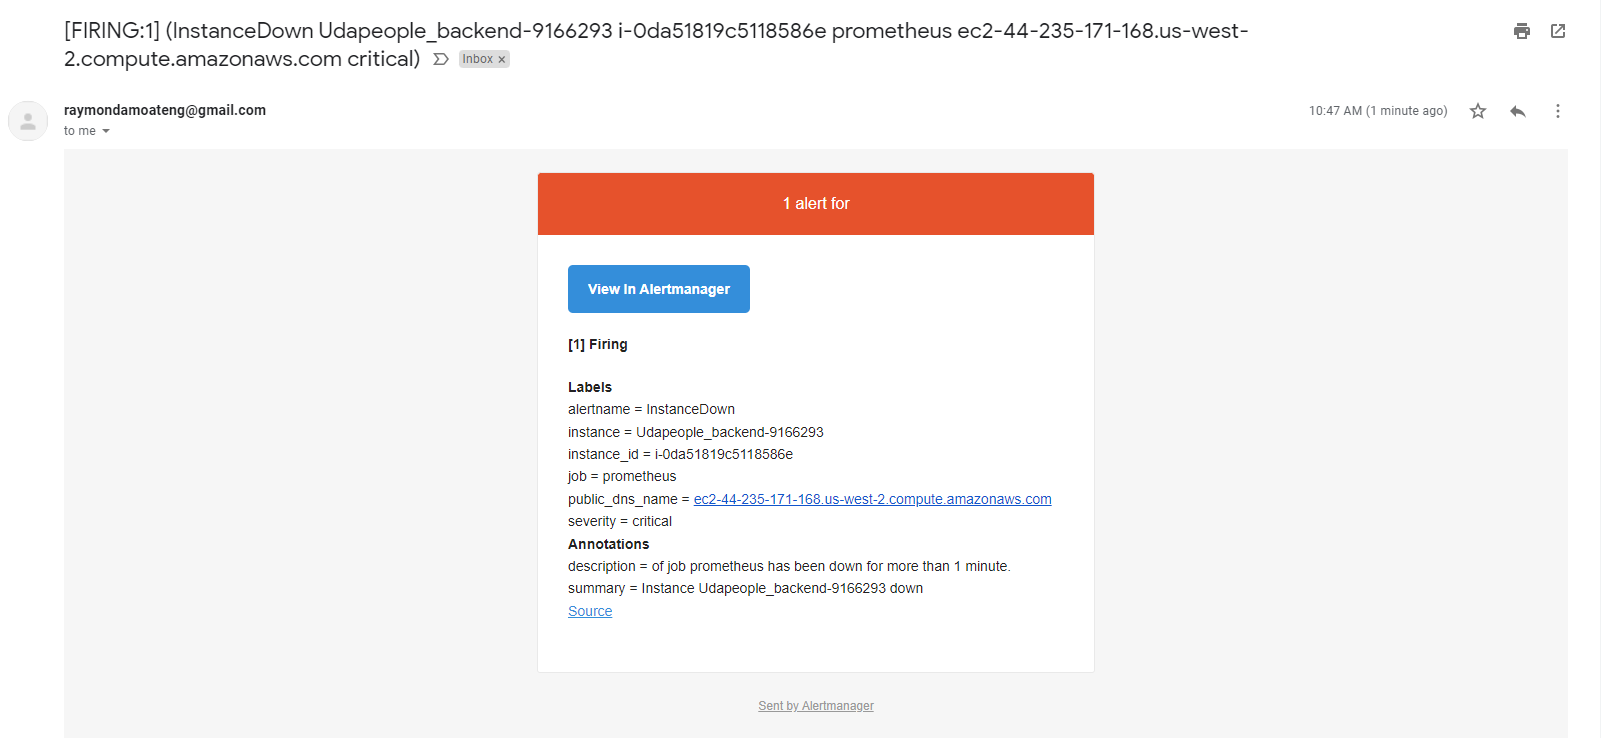 [FIRING:1] (InstanceDown Udapeople_backend-9166293 i-0da51819c5118586e prometheus ec2-44-235-171-168.us-west-
2.compute.amazonaws.com critical) Inbox ×
raymondamoateng@gmail.com
10:47 AM (1 minute ago)
to me
1 alert for
View In Alertmanager
[1] Firing
Labels
alertname = InstanceDown
instance = Udapeople_backend-9166293
instance_id = i-0da51819c5118586e
job = prometheus
public_dns_name = ec2-44-235-171-168.us-west-2.compute.amazonaws.com
severity = critical
Annotations
description = of job prometheus has been down for more than 1 minute.
summary = Instance Udapeople_backend-9166293 down
Source
Sent by Alertmanager